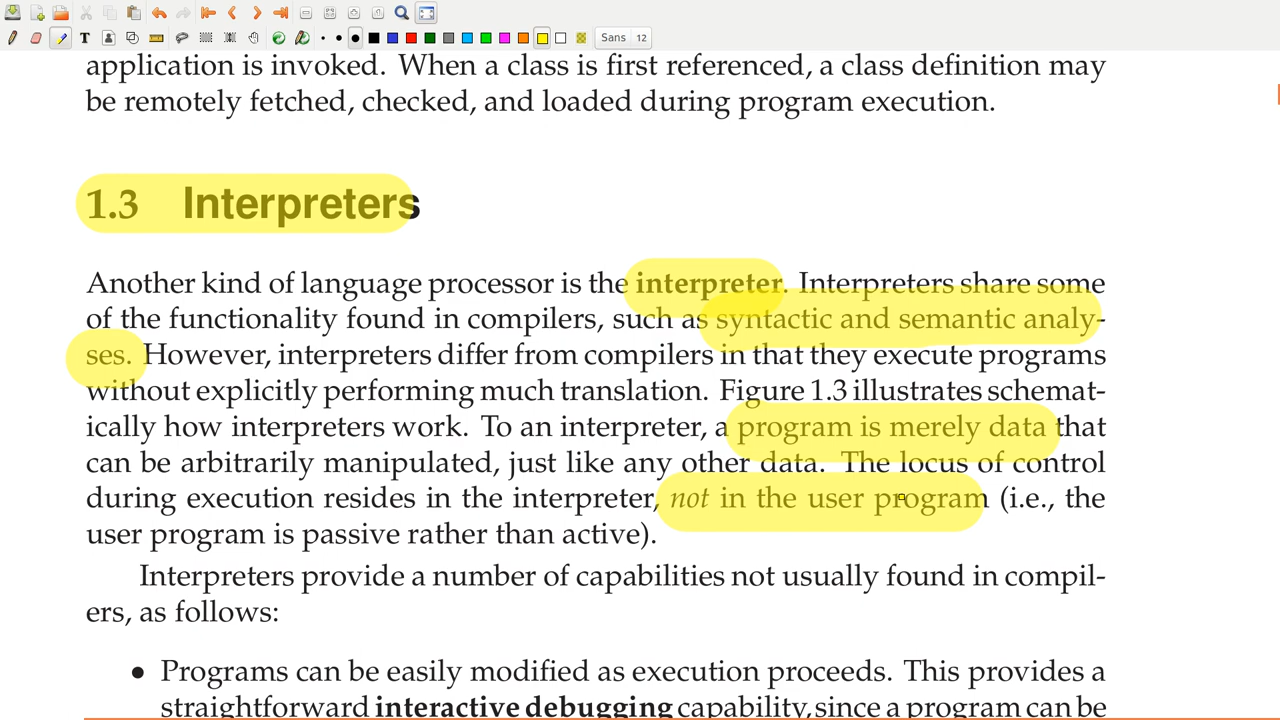 Sans 12
application is invoked. When a class is first referenced, a class definition may
be remotely fetched, checked, and loaded during program execution.
1.3 Interpreters
Another kind of language processor is the interpreter. Interpreters share some
of the functionality found in compilers, such as syntactic and semantic analy-
ses. However, interpreters differ from compilers in that they execute programs
without explicitly performing much translation. Figure 1.3 illustrates schemat-
ically how interpreters work. To an interpreter, a program is merely data that
can be arbitrarily manipulated, just like any other data. The locus of control
during execution resides in the interpreter, not in the user program (i.e., the
user program is passive rather than active).
Interpreters provide a number of capabilities not usually found in compil-
ers, as follows:
• Programs can be easily modified as execution proceeds. This provides a
straightforward interactive debugging capability, since a program can be